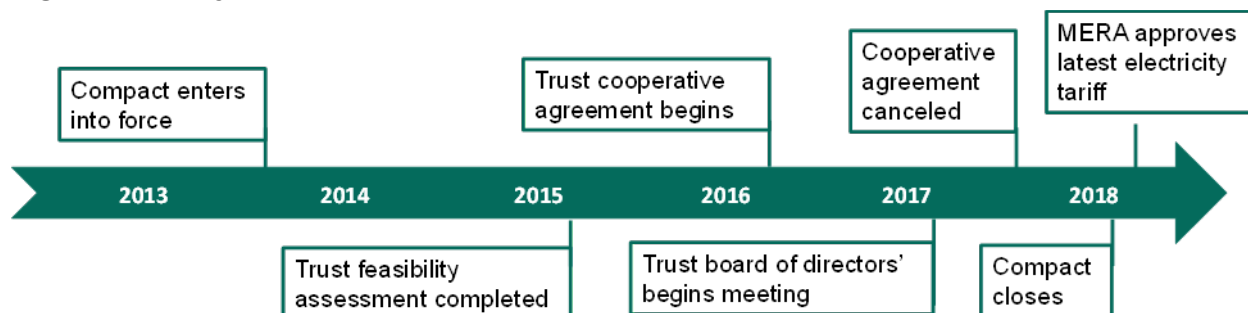 MERA approves
latest electricity
tariff
Cooperative
agreement
canceled
Trust cooperative
agreement begins
Compact enters
into force
2013 2014 2015 2016 2017 2018
Trust feasibility
assessment completed
Trust board of directors’
begins meeting
Compact
closes